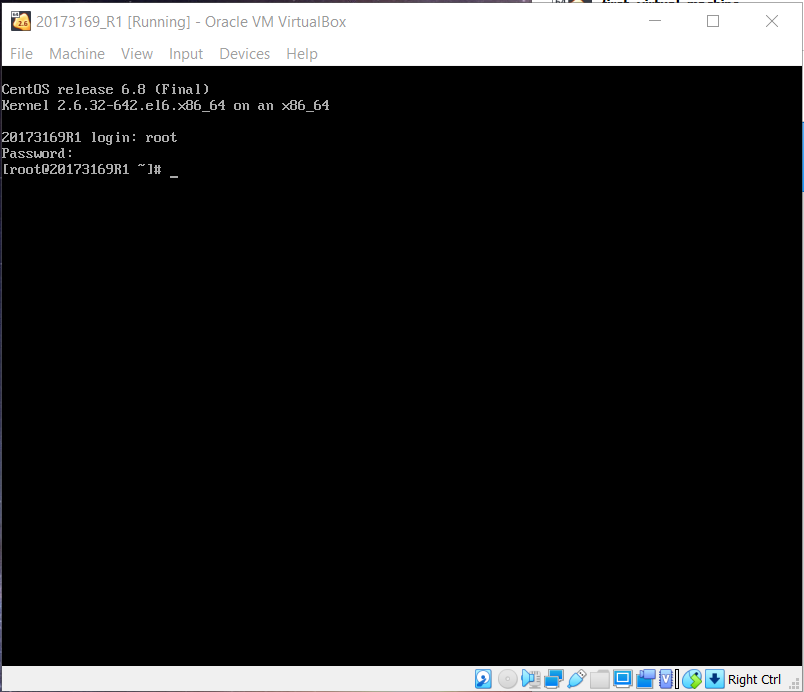 20173169_R1 [Running] - Oracle VM VirtualBox
File Machine View Input Devices Help
CentOS release 6.8 (Final)
Kernel 2.6.32-642.el6.x86_64 on an x86_64
20173169R1 login: root
Password:
[root@20173169R1 ~]# _
Right Ctrl